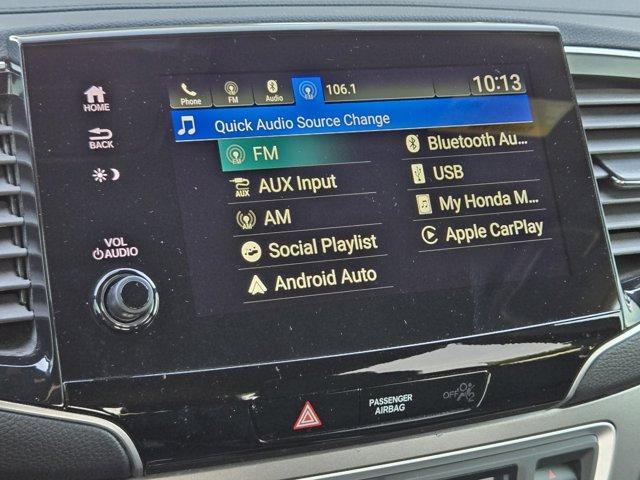 HOME
BACK
VOL
AUDIO
Phone
FM
Audio
106.1
10:13
Quick Audio Source Change
FM
AUX Input
AUX
AM
Social Playlist
Android Auto
Bluetooth Au...
USB
My Honda M...
Apple CarPlay
PASSENGER
AIRBAG
OFF